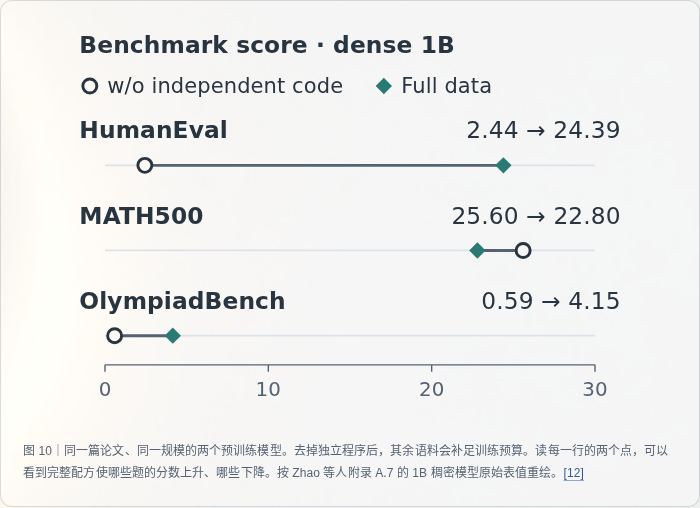 Benchmark score · dense 1B
w/o independent code Full data
HumanEval 2.44 → 24.39
MATH500 25.60 → 22.80
OlympiadBench 0.59 → 4.15
0 10 20 30
图 10｜同一篇论文、同一规模的两个预训练模型。去掉独立程序后，其余语料会补足训练预算。读每一行的两个点，可以
看到完整配方使哪些题的分数上升、哪些下降。按 Zhao 等人附录 A.7 的 1B 稠密模型原始表值重绘。[12]